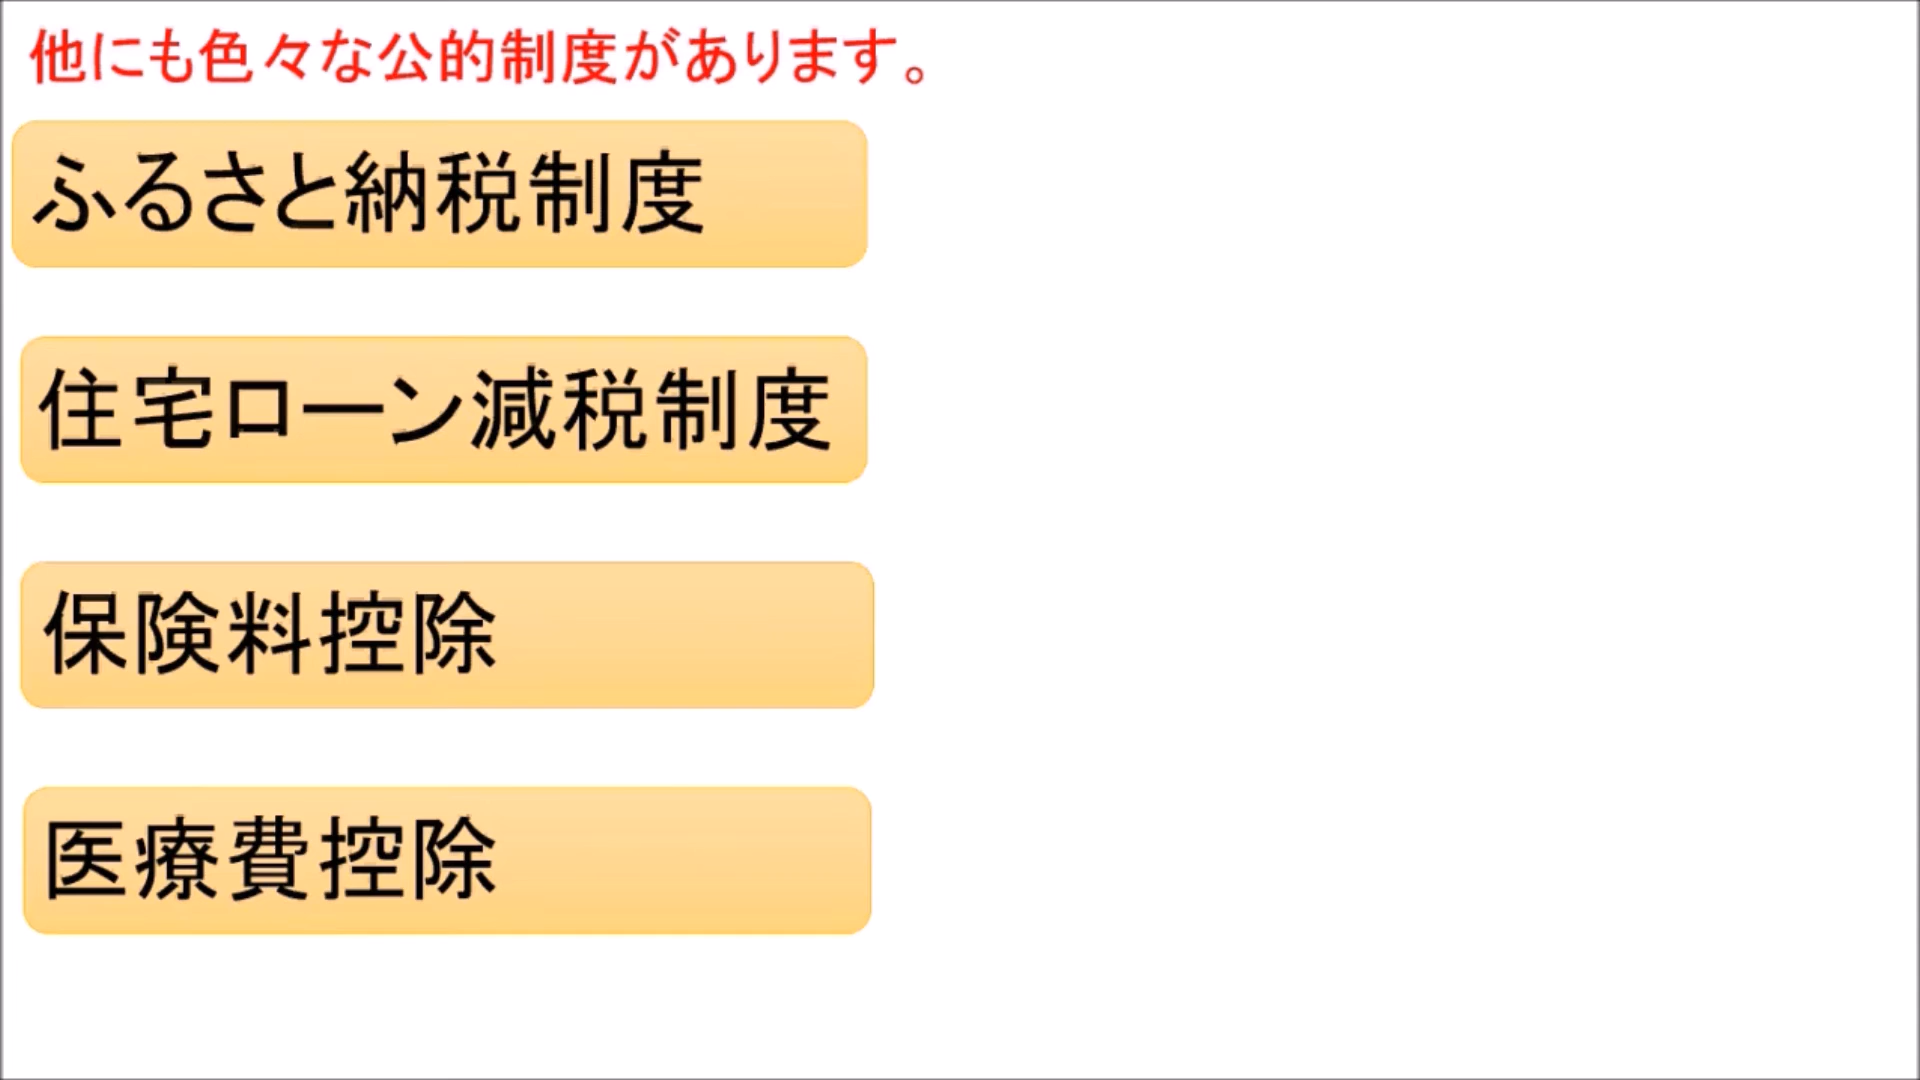 他にも色々な公的制度があります。
ふるさと納税制度
住宅ローン減税制度
保険料控除
医療費控除